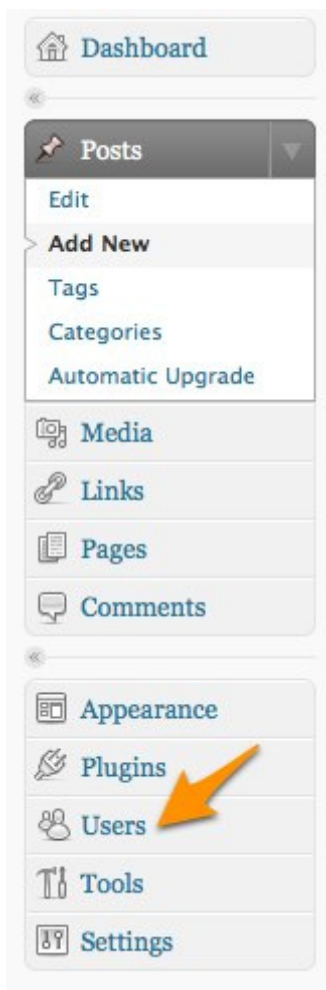 Dashboard
Posts
Edit
Add New
Tags
Categories
Automatic Upgrade
Media
Links
Pages
Comments
Appearance
Plugins
Users
Tools
Settings